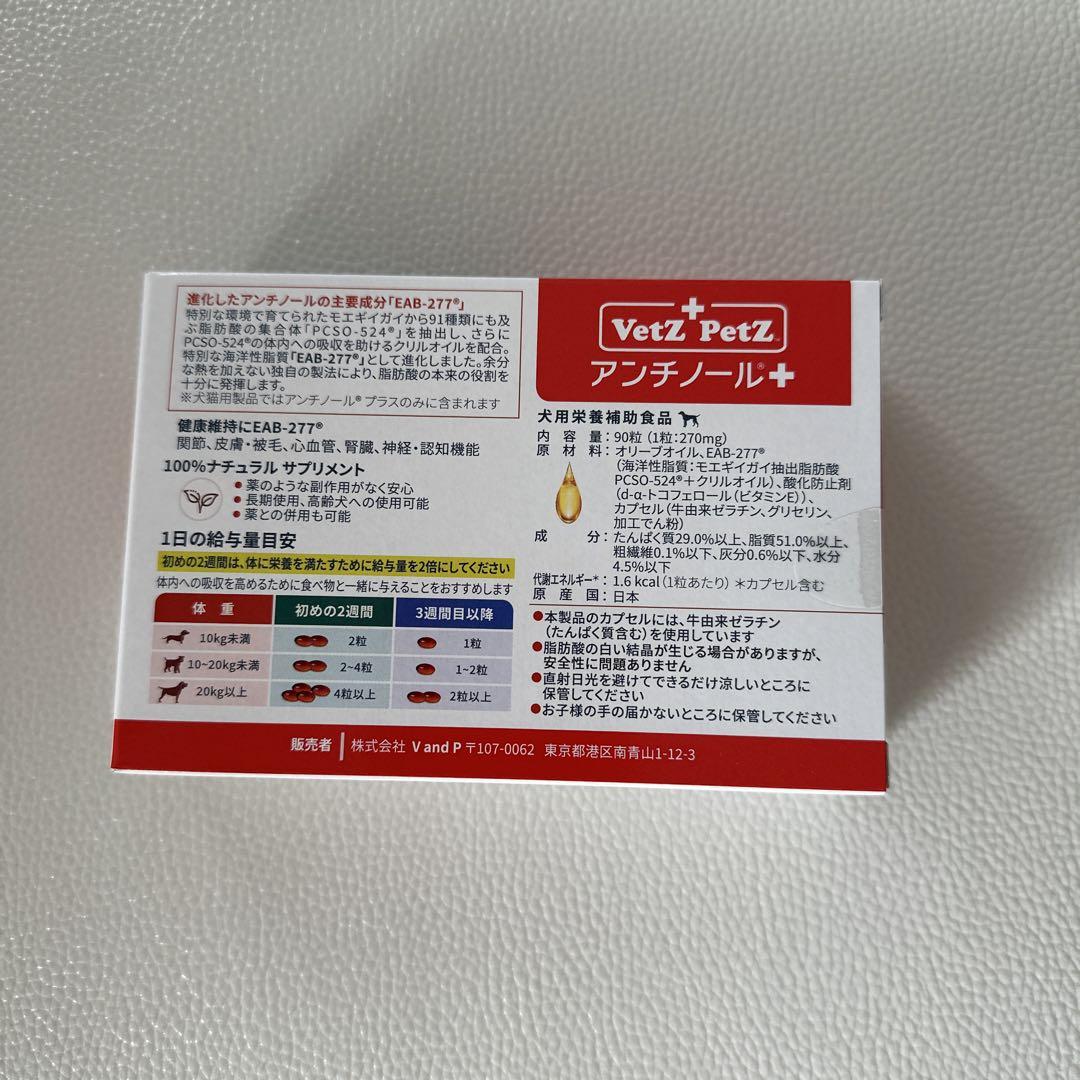 進化したアンチノールの主要成分「EAB-277®」
特別な環境で育てられたモエギイガイから91種類にも及
ぶ脂肪酸の集合体「PCSO-524®」を抽出し、さらに
PCSO-524®の体内への吸収を助けるクリルオイルを配合。
特別な海洋性脂質「EAB-277®」として進化しました。余分
な熱を加えない独自の製法により、脂肪酸の本来の役割を
十分に発揮します。
※犬猫用製品ではアンチノール® プラスのみに含まれます
健康維持にEAB-277®
関節、皮膚・被毛、心血管、腎臓、神経・認知機能
100%ナチュラル サプリメント
●薬のような副作用がなく安心
●長期使用、高齢犬への使用可能
●薬との併用も可能
1日の給与量目安
初めの2週間は、体に栄養を満たすために給与量を2倍にしてください
体内への吸収を高めるために食べ物と一緒に与えることをおすすめします
体 重 初めの2週間 3週間目以降
10kg未満 2粒 1粒
10~20kg未満 2~4粒 1~2粒
20kg以上 4粒以上 2粒以上
VetZ PetZ™
アンチノール®+
犬用栄養補助食品
内 容 量：90粒（1粒：270mg）
原 材 料：オリーブオイル、EAB-277®
（海洋性脂質：モエギイガイ抽出脂肪酸
PCSO-524®＋クリルオイル）、酸化防止剤
（d-α-トコフェロール（ビタミンE））、
カプセル（牛由来ゼラチン、グリセリン、
加工でん粉）
成 分：たんぱく質29.0%以上、脂質51.0%以上、
粗繊維0.1%以下、灰分0.6%以下、水分
4.5%以下
代謝エネルギー*：1.6 kcal（1粒あたり）＊カプセル含む
原 産 国：日本
●本製品のカプセルには、牛由来ゼラチン
（たんぱく質含む）を使用しています
●脂肪酸の白い結晶が生じる場合がありますが、
安全性に問題ありません
●直射日光を避けてできるだけ涼しいところに
保管してください
●お子様の手の届かないところに保管してください
販売者 株式会社 V and P 〒107-0062 東京都港区南青山1-12-3